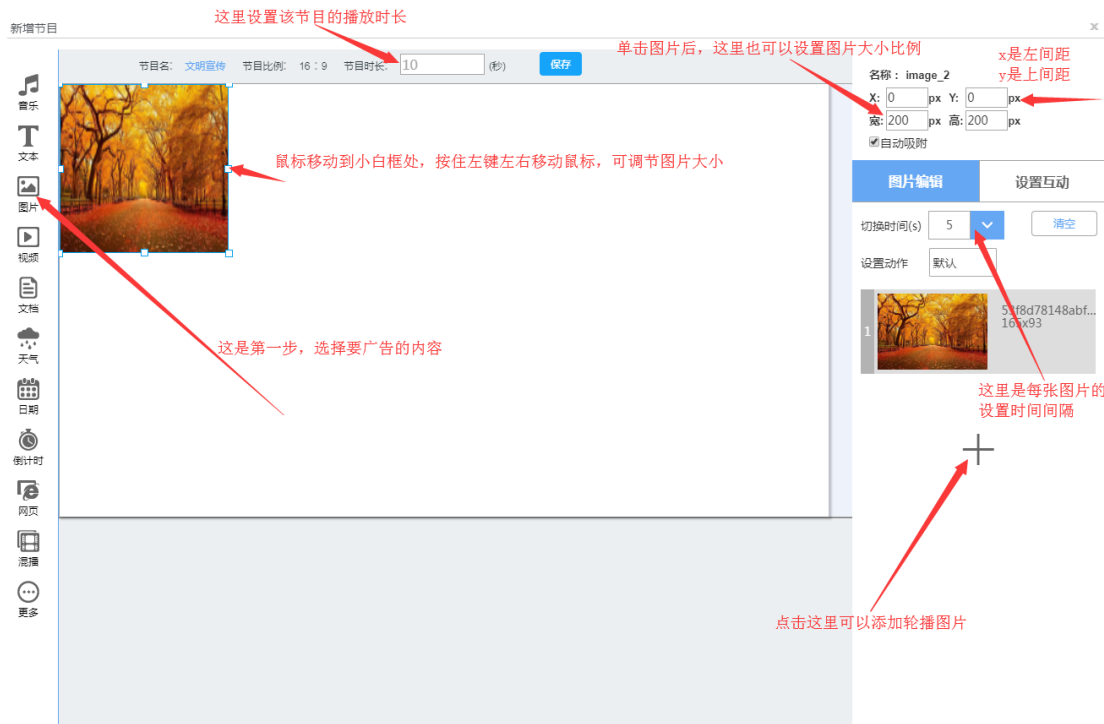 这里设置该节目的播放时长
新增节目
节目名: 文明宣传 节目比例: 16:9 节目时长: 10 (秒) 保存
单击图片后，这里也可以设置图片大小比例
x是左间距
y是上间距
名称： image_2
X: 0 px Y: 0 px
宽: 200 px 高: 200 px
自动吸附
图片编辑 设置互动
切换时间(s) 5 清空
设置动作 默认
1
165x93
这里是每张图片的
设置时间间隔
点击这里可以添加轮播图片
鼠标移动到小白框处，按住左键左右移动鼠标，可调节图片大小
这是第一步，选择要广告的内容
音乐
T
文本
图片
视频
文档
天气
日期
倒计时
网页
混播
更多